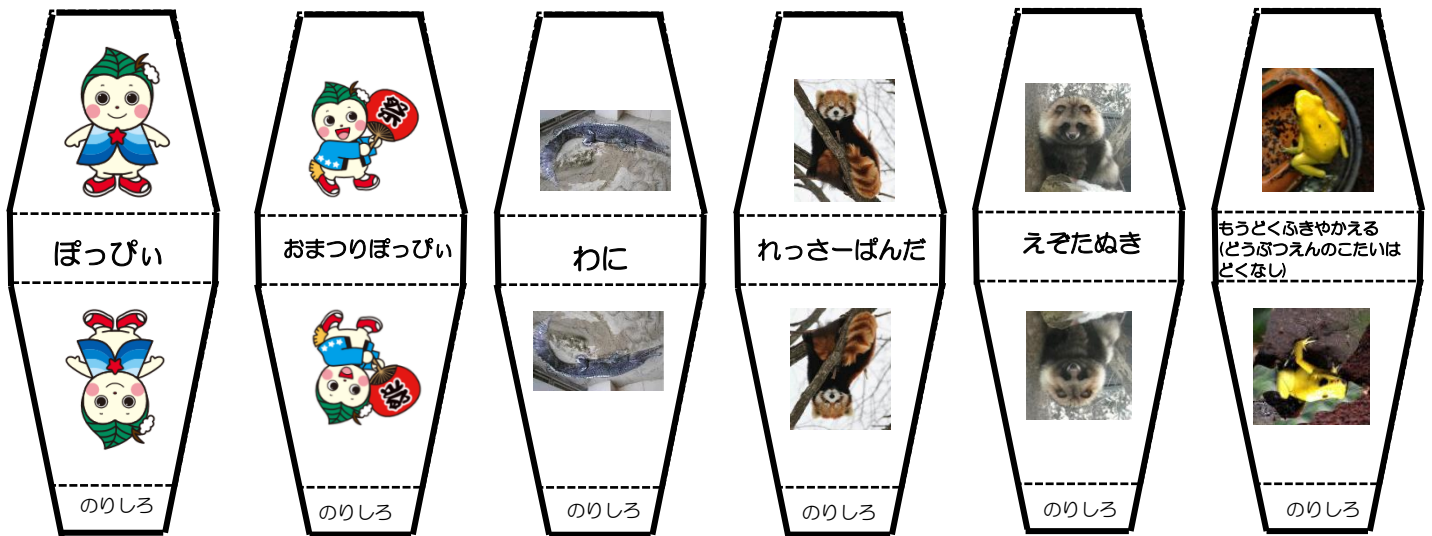 祭
ぽっぴぃ
祭
のりしろ
おまつりぽっぴぃ
のりしろ
わに
のりしろ
れっさーぱんだ
のりしろ
えぞたぬき
のりしろ
もうどくふきやかえる
(どうぶつえんのこたいは
どくなし)
のりしろ